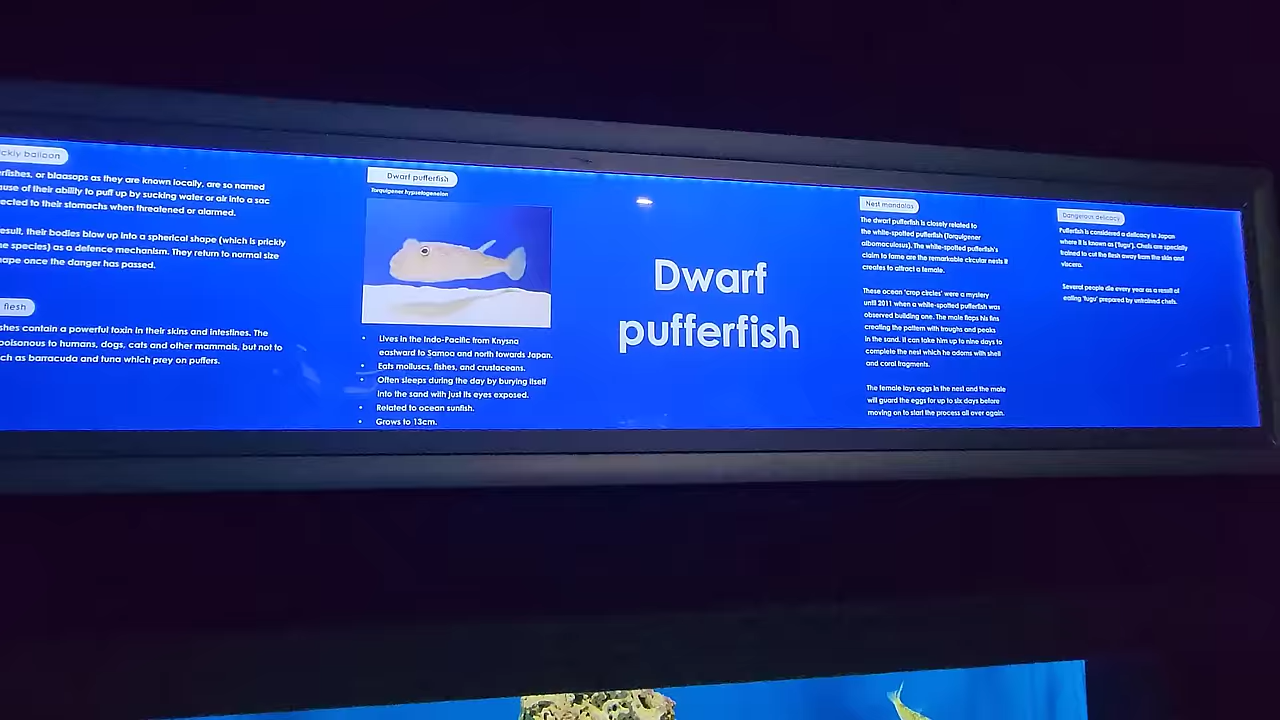 ckly balloon
erfishes, or blaasops as they are known locally, are so named
ause of their ability to puff up by sucking water or air into a sac
ected to their stomachs when threatened or alarmed.
esult, their bodies blow up into a spherical shape (which is prickly
e species) as a defence mechanism. They return to normal size
ape once the danger has passed.
flesh
shes contain a powerful toxin in their skins and intestines. The
poisonous to humans, dogs, cats and other mammals, but not to
ch as barracuda and tuna which prey on puffers.
Dwarf pufferfish
Torquigener hypselogeneion
• Lives in the Indo-Pacific from Knysna
eastward to Samoa and north towards Japan.
• Eats molluscs, fishes, and crustaceans.
• Often sleeps during the day by burying itself
into the sand with just its eyes exposed.
• Related to ocean sunfish.
• Grows to 13cm.
Dwarf
pufferfish
Nest mandalas
The dwarf pufferfish is closely related to
the white-spotted pufferfish (Torquigener
albomaculosus). The white-spotted pufferfish's
claim to fame are the remarkable circular nests it
creates to attract a female.
These ocean 'crop circles' were a mystery
until 2011 when a white-spotted pufferfish was
observed building one. The male flaps his fins
creating the pattern with troughs and peaks
in the sand. It can take him up to nine days to
complete the nest which he adorns with shell
and coral fragments.
The female lays eggs in the nest and the male
will guard the eggs for up to six days before
moving on to start the process all over again.
Dangerous delicacy
Pufferfish is considered a delicacy in Japan
where it is known as ('fugu'). Chefs are specially
trained to cut the flesh away from the skin and
viscera.
Several people die every year as a result of
eating 'fugu' prepared by untrained chefs.